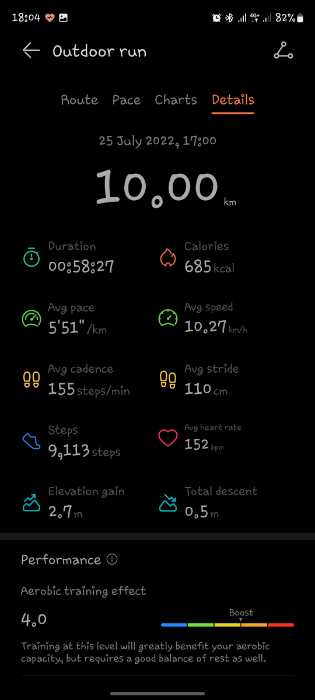 18:04
82%
Outdoor run
Route Pace Charts Details
25 July 2022, 17:00
10.00 km
Duration Calories
00:58:27 685 kcal
Avg pace Avg speed
5'51" /km 10.27 km/h
Avg cadence Avg stride
155 steps/min 110 cm
Steps Avg heart rate
9,113 steps 152 bpm
Elevation gain Total descent
2.7 m 0.5 m
Performance
Aerobic training effect
4.0 Boost
Training at this level will greatly benefit your aerobic
capacity, but requires a good balance of rest as well.